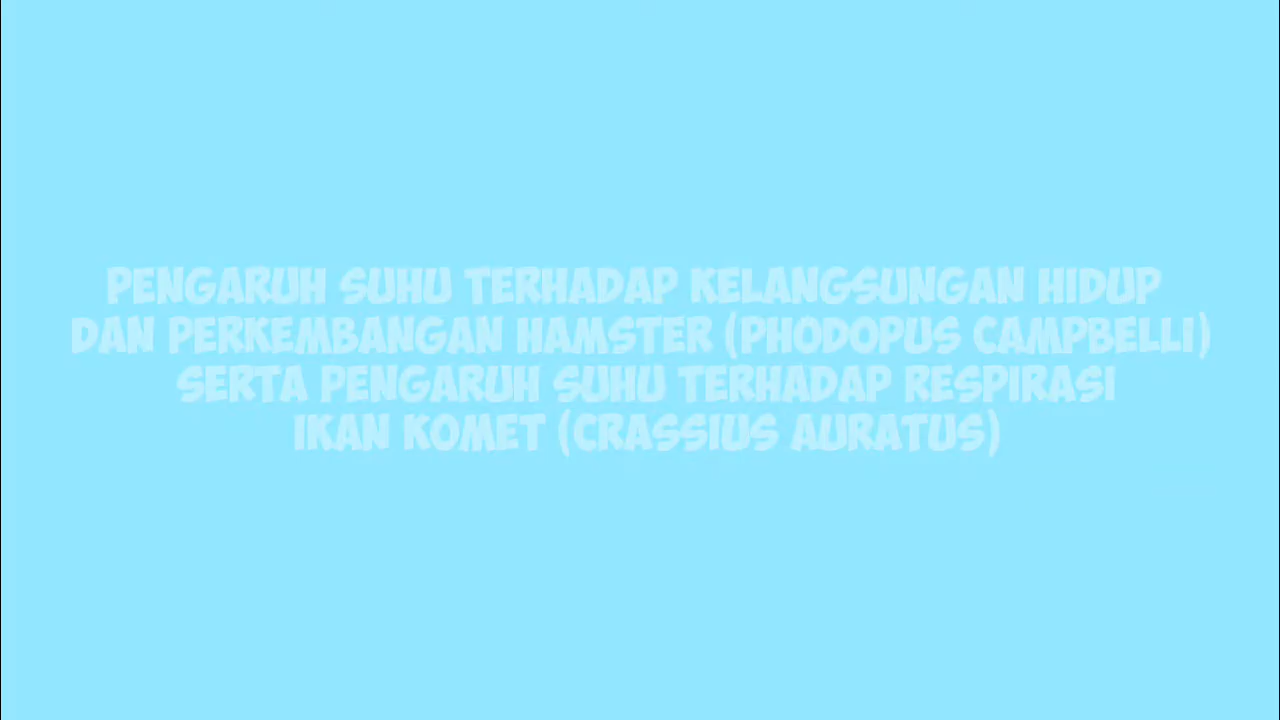 PENGARUH SUHU TERHADAP KELANGSUNGAN HIDUP
DAN PERKEMBANGAN HAMSTER (PHODOPUS CAMPBELLI)
SERTA PENGARUH SUHU TERHADAP RESPIRASI
IKAN KOMET (CRASSIUS AURATUS)